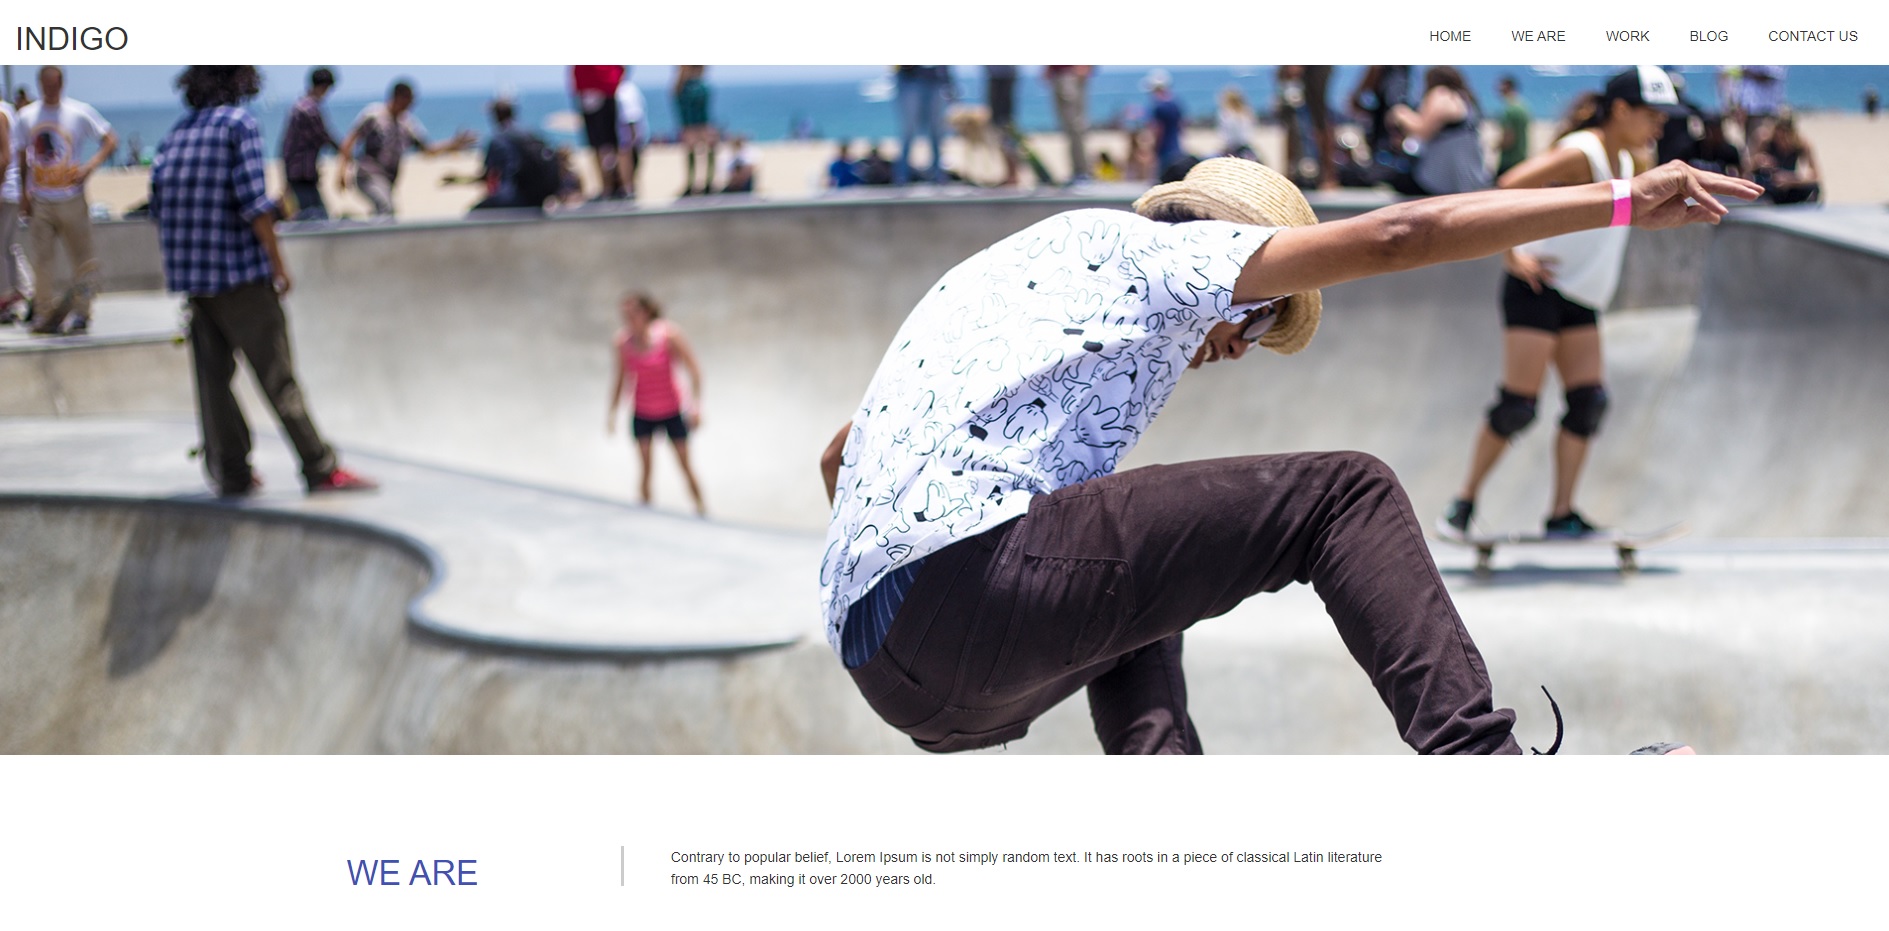 INDIGO
HOME WE ARE WORK BLOG CONTACT US
WE ARE
Contrary to popular belief, Lorem Ipsum is not simply random text. It has roots in a piece of classical Latin literature
from 45 BC, making it over 2000 years old.